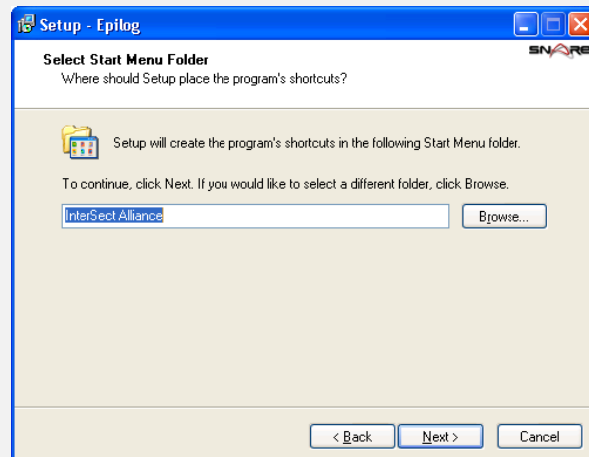 Setup - Epilog
Select Start Menu Folder
Where should Setup place the program's shortcuts?
SNARE
Setup will create the program's shortcuts in the following Start Menu folder.
To continue, click Next. If you would like to select a different folder, click Browse.
InterSect Alliance
Browse...
< Back
Next >
Cancel